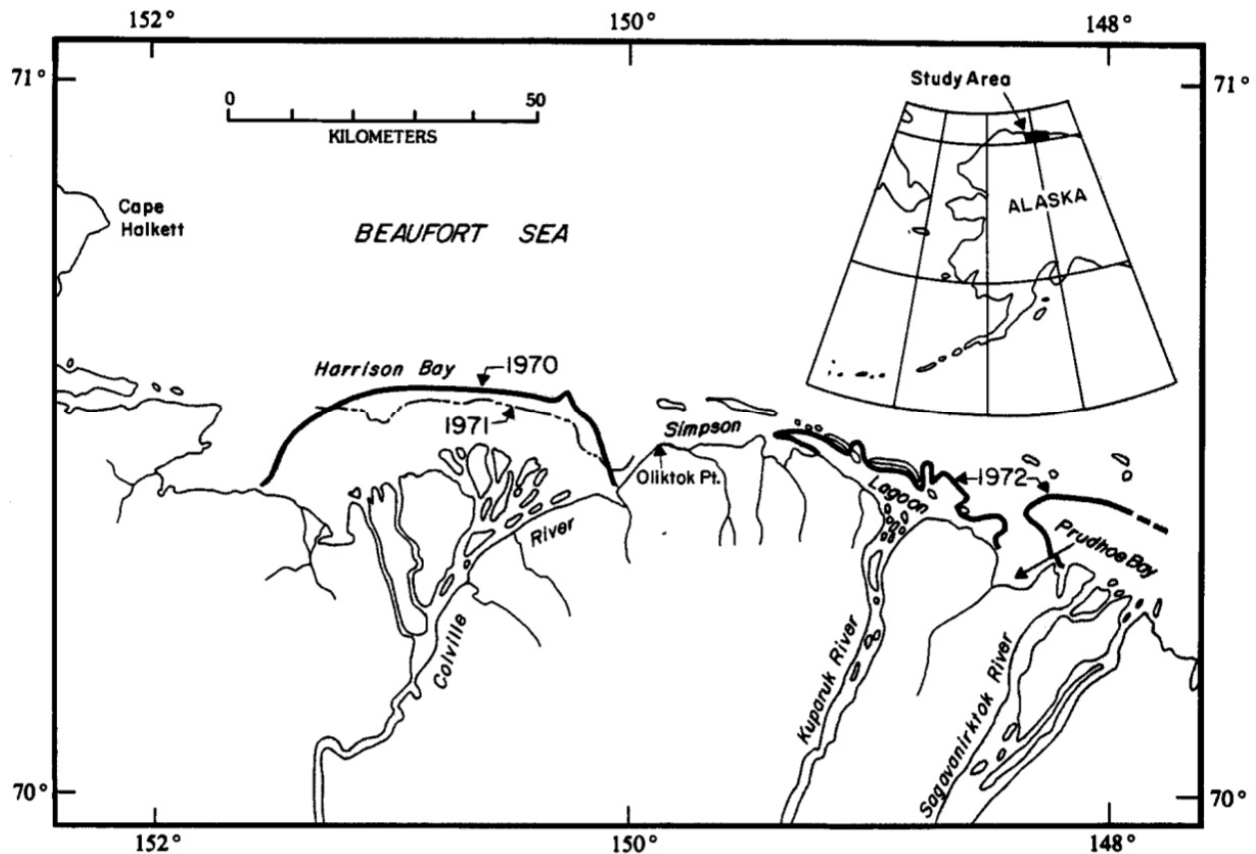 152°
150°
148°
71°
71°
0
50
KILOMETERS
Study Area
ALASKA
Cape
Halkett
BEAUFORT SEA
Harrison Bay
1970
1971
Simpson
Lagoon
Oliktok Pt.
1972
Prudhoe Bay
River
Colville
Kuparuk River
Sagavanirktok River
70°
70°
152°
150°
148°